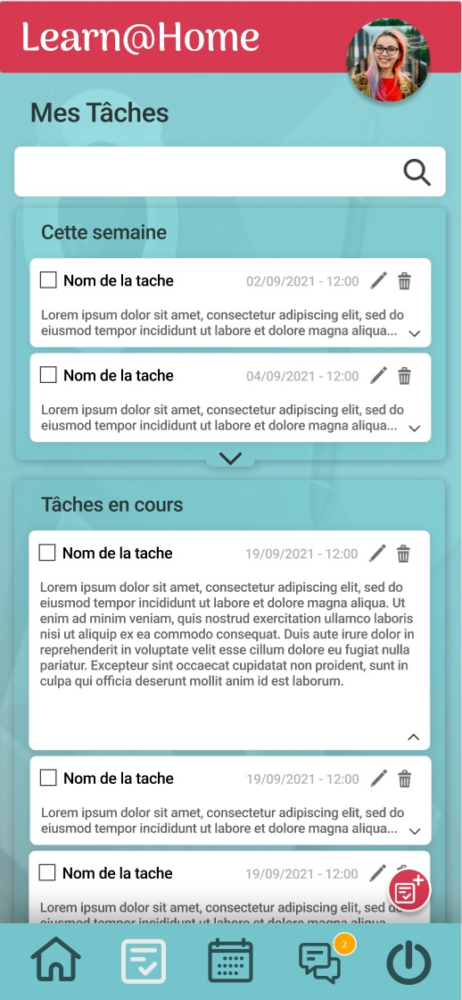 Learn@Home
Mes Tâches
Cette semaine
Nom de la tache 02/09/2021 - 12:00
Lorem ipsum dolor sit amet, consectetur adipiscing elit, sed do
eiusmod tempor incididunt ut labore et dolore magna aliqua...
Nom de la tache 04/09/2021 - 12:00
Lorem ipsum dolor sit amet, consectetur adipiscing elit, sed do
eiusmod tempor incididunt ut labore et dolore magna aliqua...
Tâches en cours
Nom de la tache 19/09/2021 - 12:00
Lorem ipsum dolor sit amet, consectetur adipiscing elit, sed do
eiusmod tempor incididunt ut labore et dolore magna aliqua. Ut
enim ad minim veniam, quis nostrud exercitation ullamco laboris
nisi ut aliquip ex ea commodo consequat. Duis aute irure dolor in
reprehenderit in voluptate velit esse cillum dolore eu fugiat nulla
pariatur. Excepteur sint occaecat cupidatat non proident, sunt in
culpa qui officia deserunt mollit anim id est laborum.
Nom de la tache 19/09/2021 - 12:00
Lorem ipsum dolor sit amet, consectetur adipiscing elit, sed do
eiusmod tempor incididunt ut labore et dolore magna aliqua...
Nom de la tache 19/09/2021 - 12:00
Lorem ipsum dolor sit amet, consectetur adipiscing elit, sed do
eiusmod tempor incididunt ut labore et dolore magna aliqua...
2